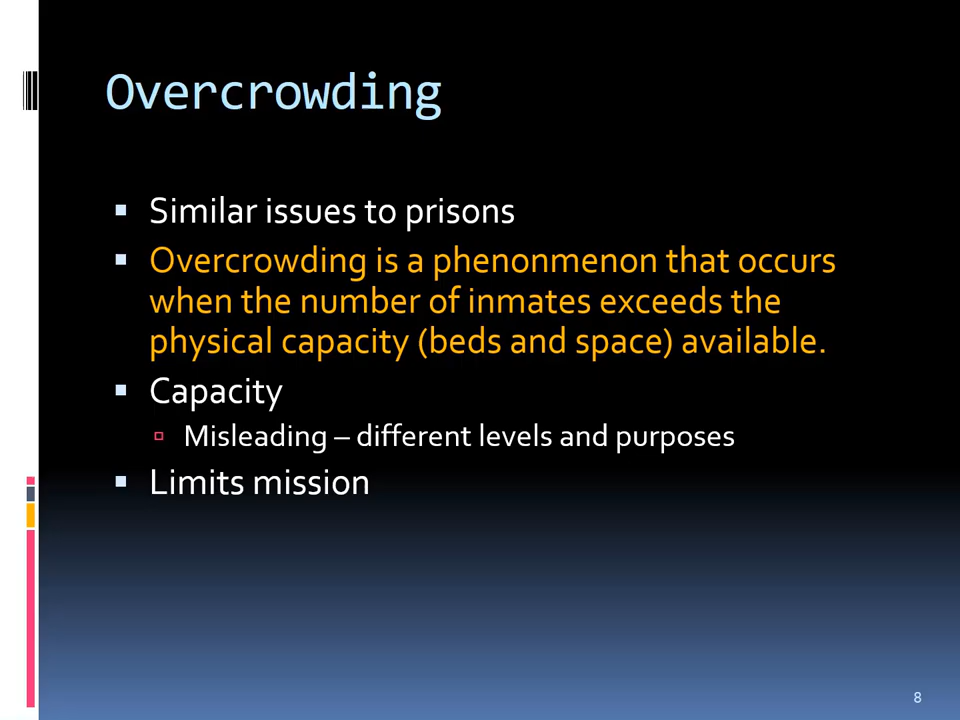 Overcrowding
Similar issues to prisons
Overcrowding is a phenonmenon that occurs
when the number of inmates exceeds the
physical capacity (beds and space) available.
Capacity
Misleading – different levels and purposes
Limits mission
8